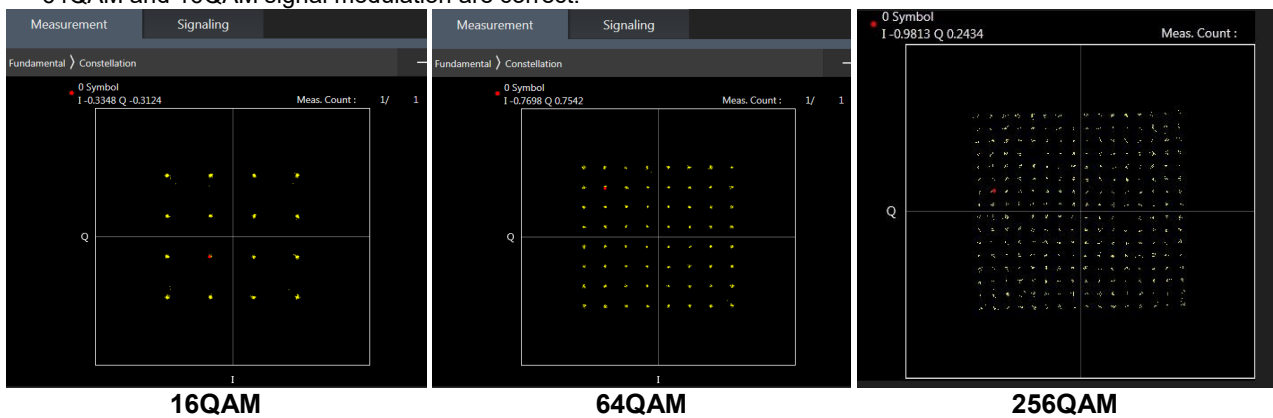 Measurement Signaling
Fundamental 〉 Constellation
0 Symbol
I -0.3348 Q -0.3124 Meas. Count : 1/ 1
Q
I
16QAM
Measurement Signaling
Fundamental 〉 Constellation
0 Symbol
I -0.7698 Q 0.7542 Meas. Count : 1/ 1
Q
I
64QAM
0 Symbol
I -0.9813 Q 0.2434 Meas. Count :
Q
256QAM